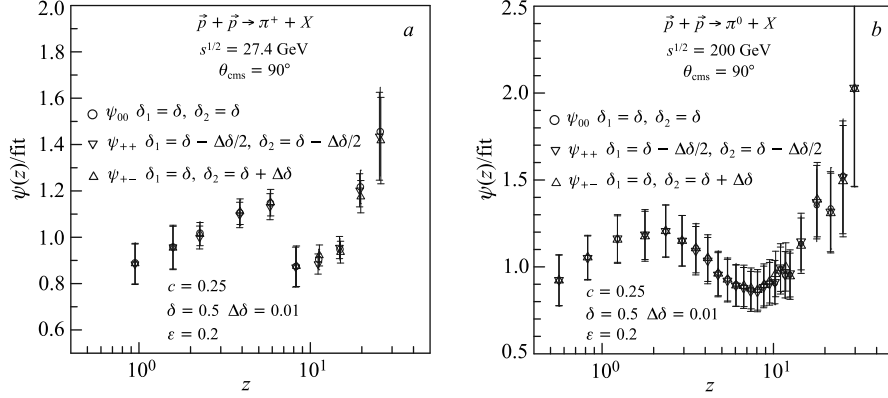 p⃗ + p⃗ → π⁺ + X
a
s^{1/2} = 27.4 GeV
θ_cms = 90°
ψ₀₀ δ₁ = δ, δ₂ = δ
ψ₊₊ δ₁ = δ − Δδ/2, δ₂ = δ − Δδ/2
ψ₊₋ δ₁ = δ, δ₂ = δ + Δδ
c = 0.25
δ = 0.5 Δδ = 0.01
ε = 0.2
ψ(z)/fit
2.0
1.8
1.6
1.4
1.2
1.0
0.8
0.6
10⁰
10¹
z
p⃗ + p⃗ → π⁰ + X
b
s^{1/2} = 200 GeV
θ_cms = 90°
ψ₀₀ δ₁ = δ, δ₂ = δ
ψ₊₊ δ₁ = δ − Δδ/2, δ₂ = δ − Δδ/2
ψ₊₋ δ₁ = δ, δ₂ = δ + Δδ
c = 0.25
δ = 0.5 Δδ = 0.01
ε = 0.2
ψ(z)/fit
2.5
2.0
1.5
1.0
0.5
10⁰
10¹
z